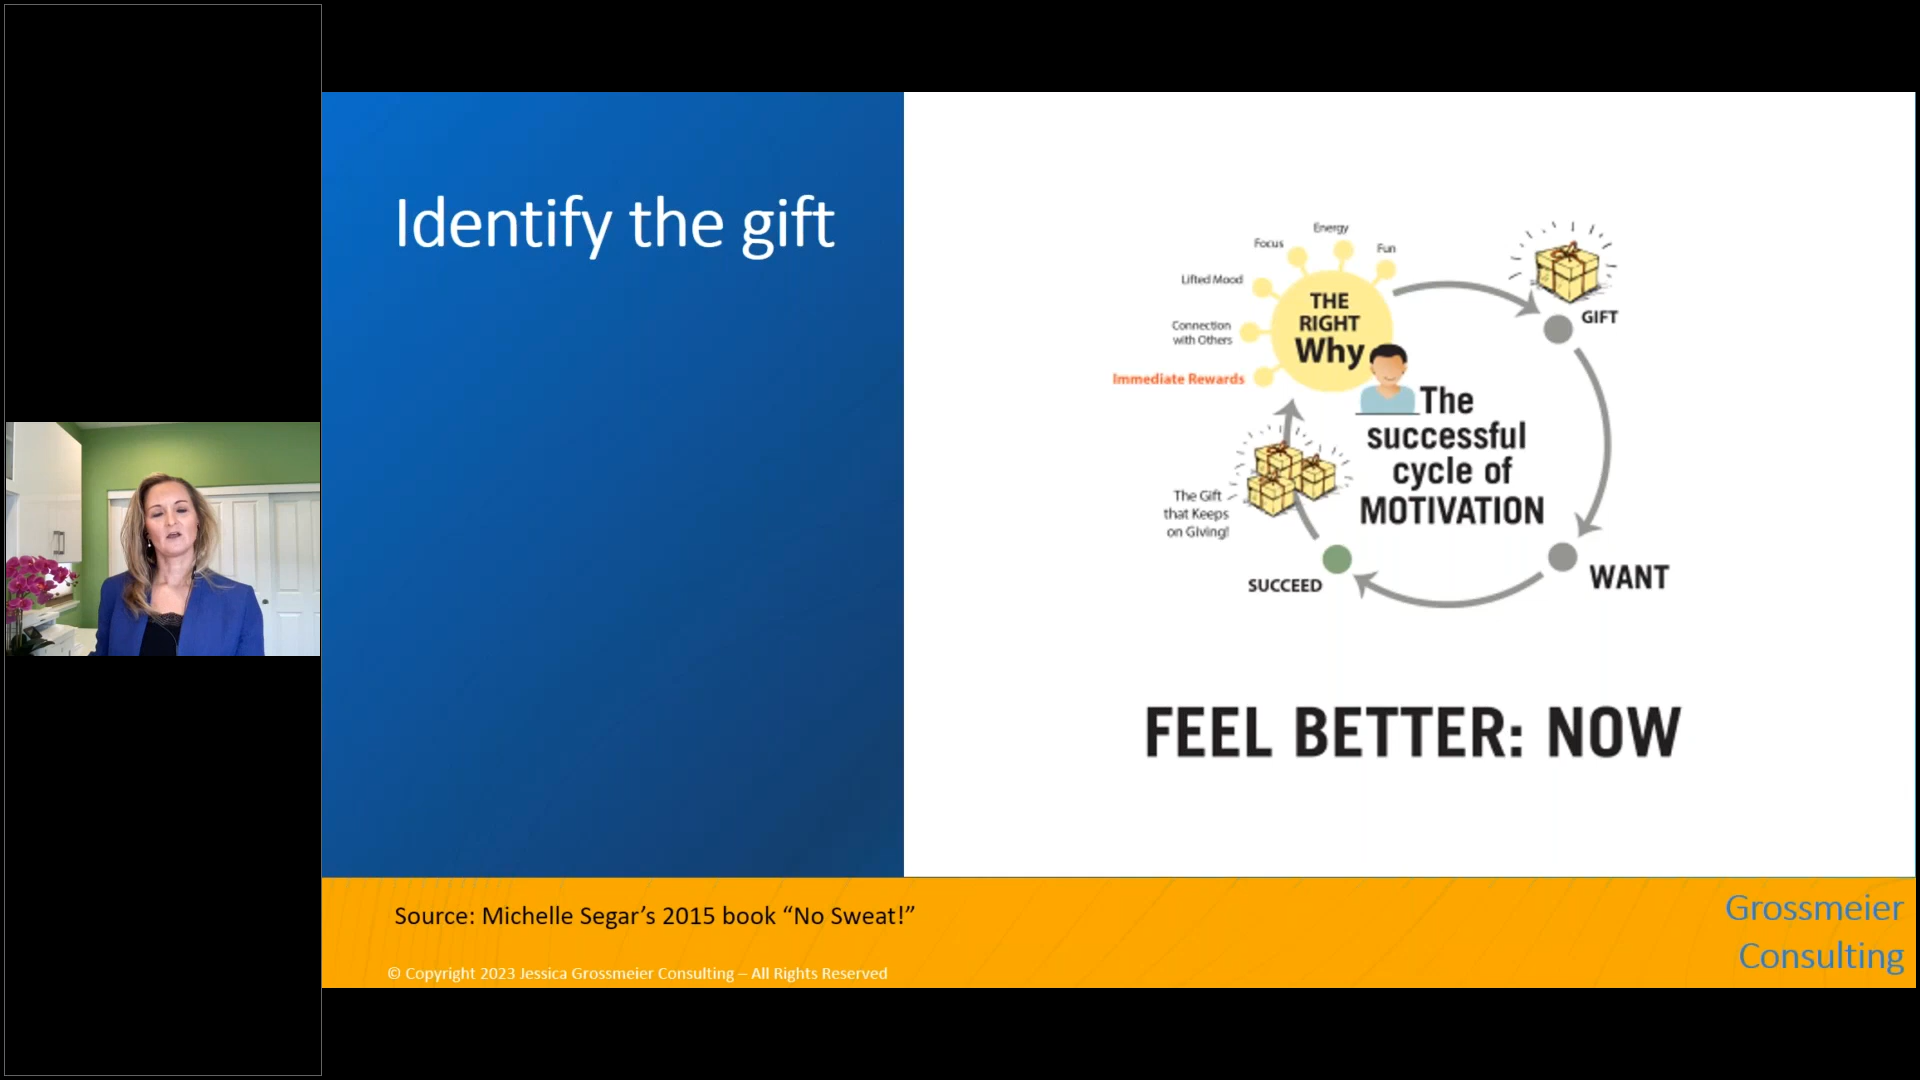 Identify the gift
Energy
Focus
Fun
Lifted Mood
THE
RIGHT
Why
GIFT
Connection
with Others
Immediate Rewards
The
successful
cycle of
MOTIVATION
The Gift
that Keeps
on Giving!
SUCCEED
WANT
FEEL BETTER: NOW
Source: Michelle Segar’s 2015 book “No Sweat!”
© Copyright 2023 Jessica Grossmeier Consulting – All Rights Reserved
Grossmeier
Consulting